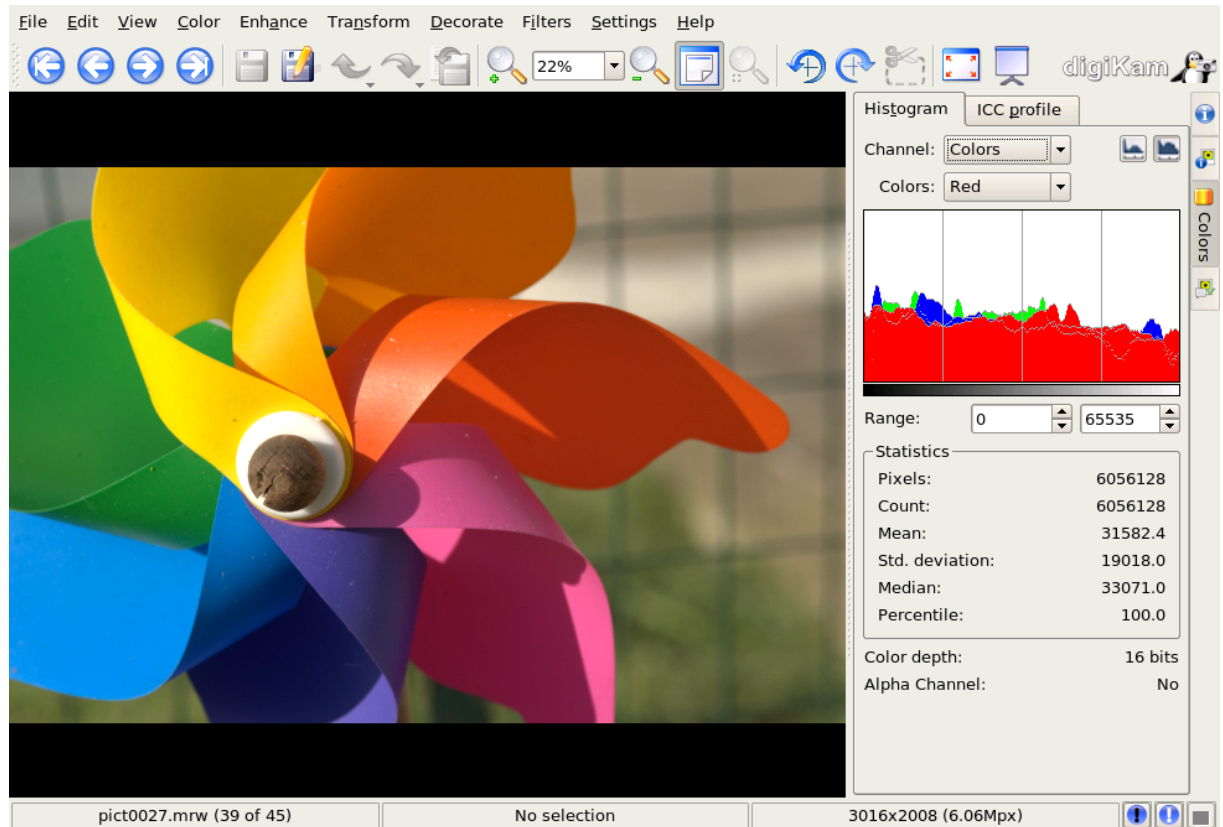 File Edit View Color Enhance Transform Decorate Filters Settings Help
22%
digiKam
Histogram ICC profile
Channel: Colors
Colors: Red
Colors
Range: 0 65535
Statistics
Pixels: 6056128
Count: 6056128
Mean: 31582.4
Std. deviation: 19018.0
Median: 33071.0
Percentile: 100.0
Color depth: 16 bits
Alpha Channel: No
pict0027.mrw (39 of 45) No selection 3016x2008 (6.06Mpx)